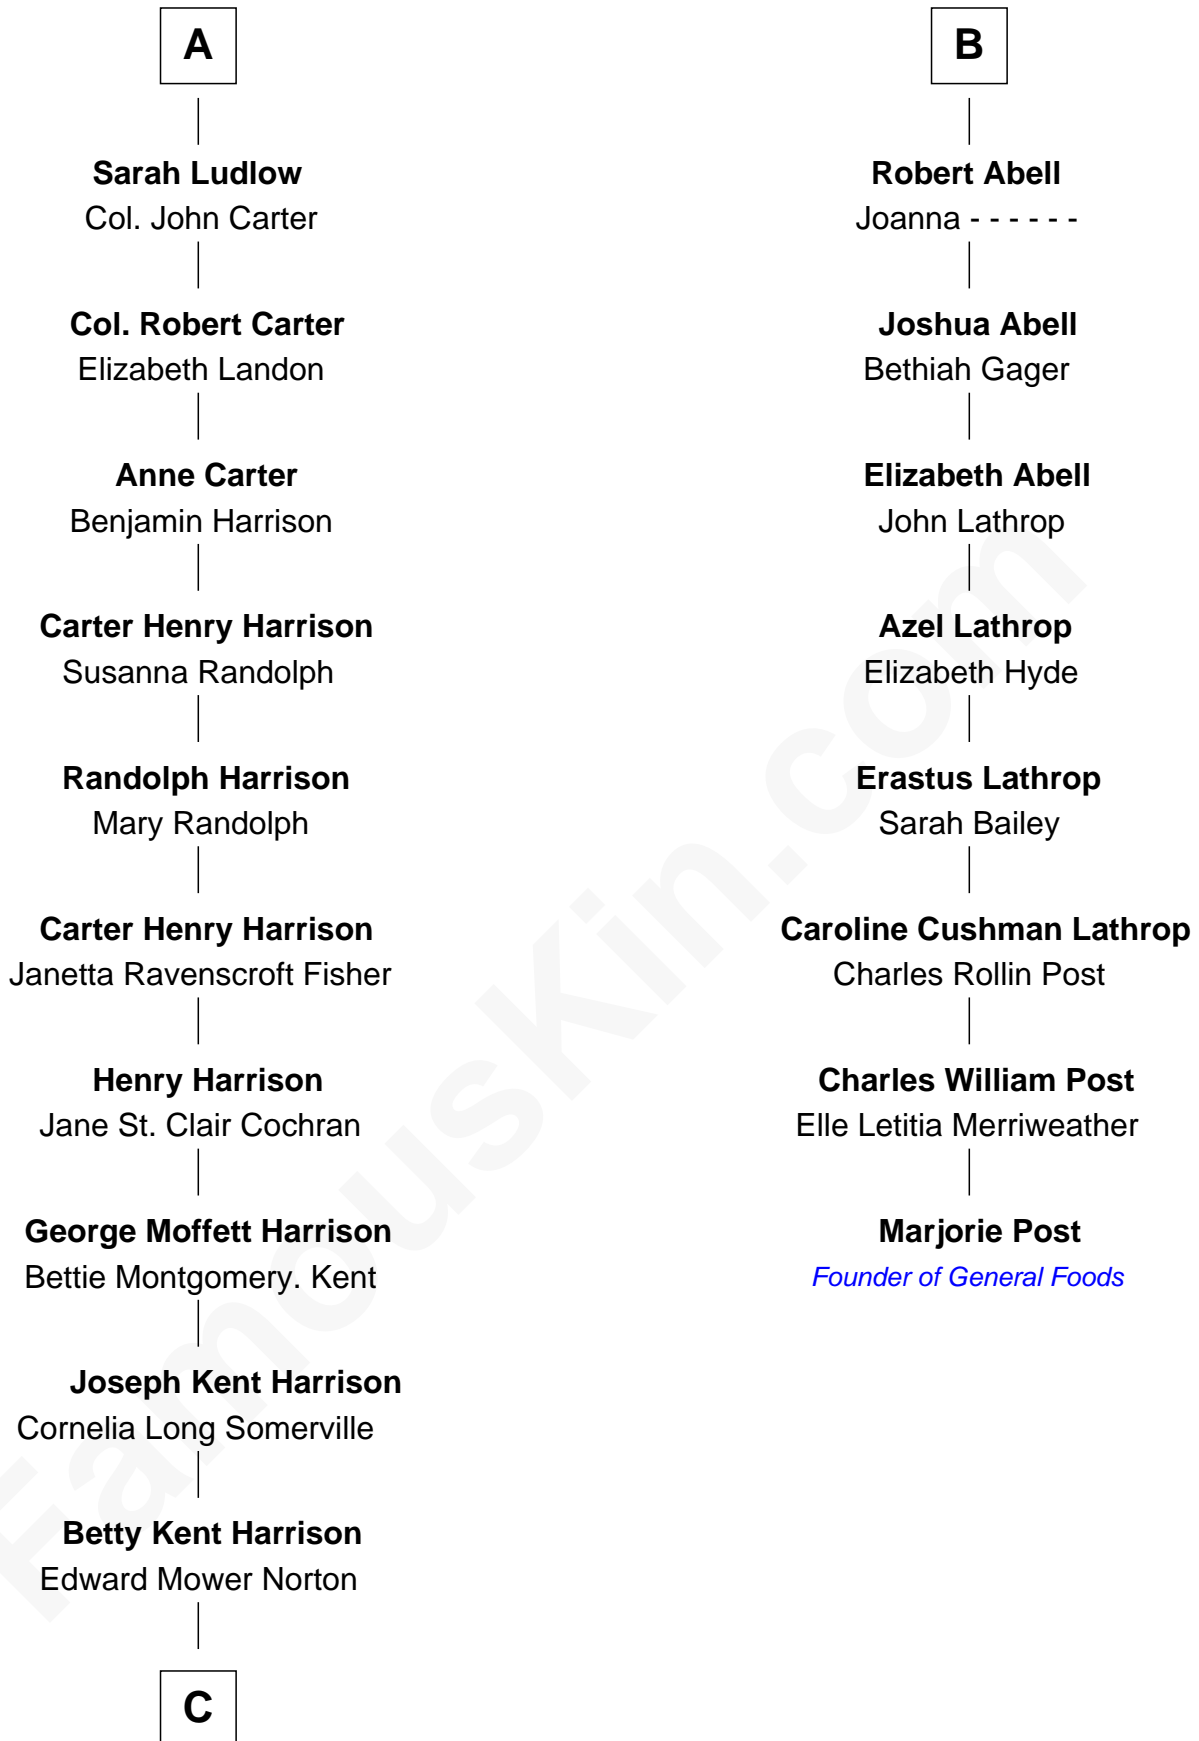 A
Sarah Ludlow
Col. John Carter
Col. Robert Carter
Elizabeth Landon
Anne Carter
Benjamin Harrison
Carter Henry Harrison
Susanna Randolph
Randolph Harrison
Mary Randolph
Carter Henry Harrison
Janetta Ravenscroft Fisher
Henry Harrison
Jane St. Clair Cochran
George Moffett Harrison
Bettie Montgomery. Kent
Joseph Kent Harrison
Cornelia Long Somerville
Betty Kent Harrison
Edward Mower Norton
C
B
Robert Abell
Joanna - - - - - -
Joshua Abell
Bethiah Gager
Elizabeth Abell
John Lathrop
Azel Lathrop
Elizabeth Hyde
Erastus Lathrop
Sarah Bailey
Caroline Cushman Lathrop
Charles Rollin Post
Charles William Post
Elle Letitia Merriweather
Marjorie Post
Founder of General Foods
FamousKin.com